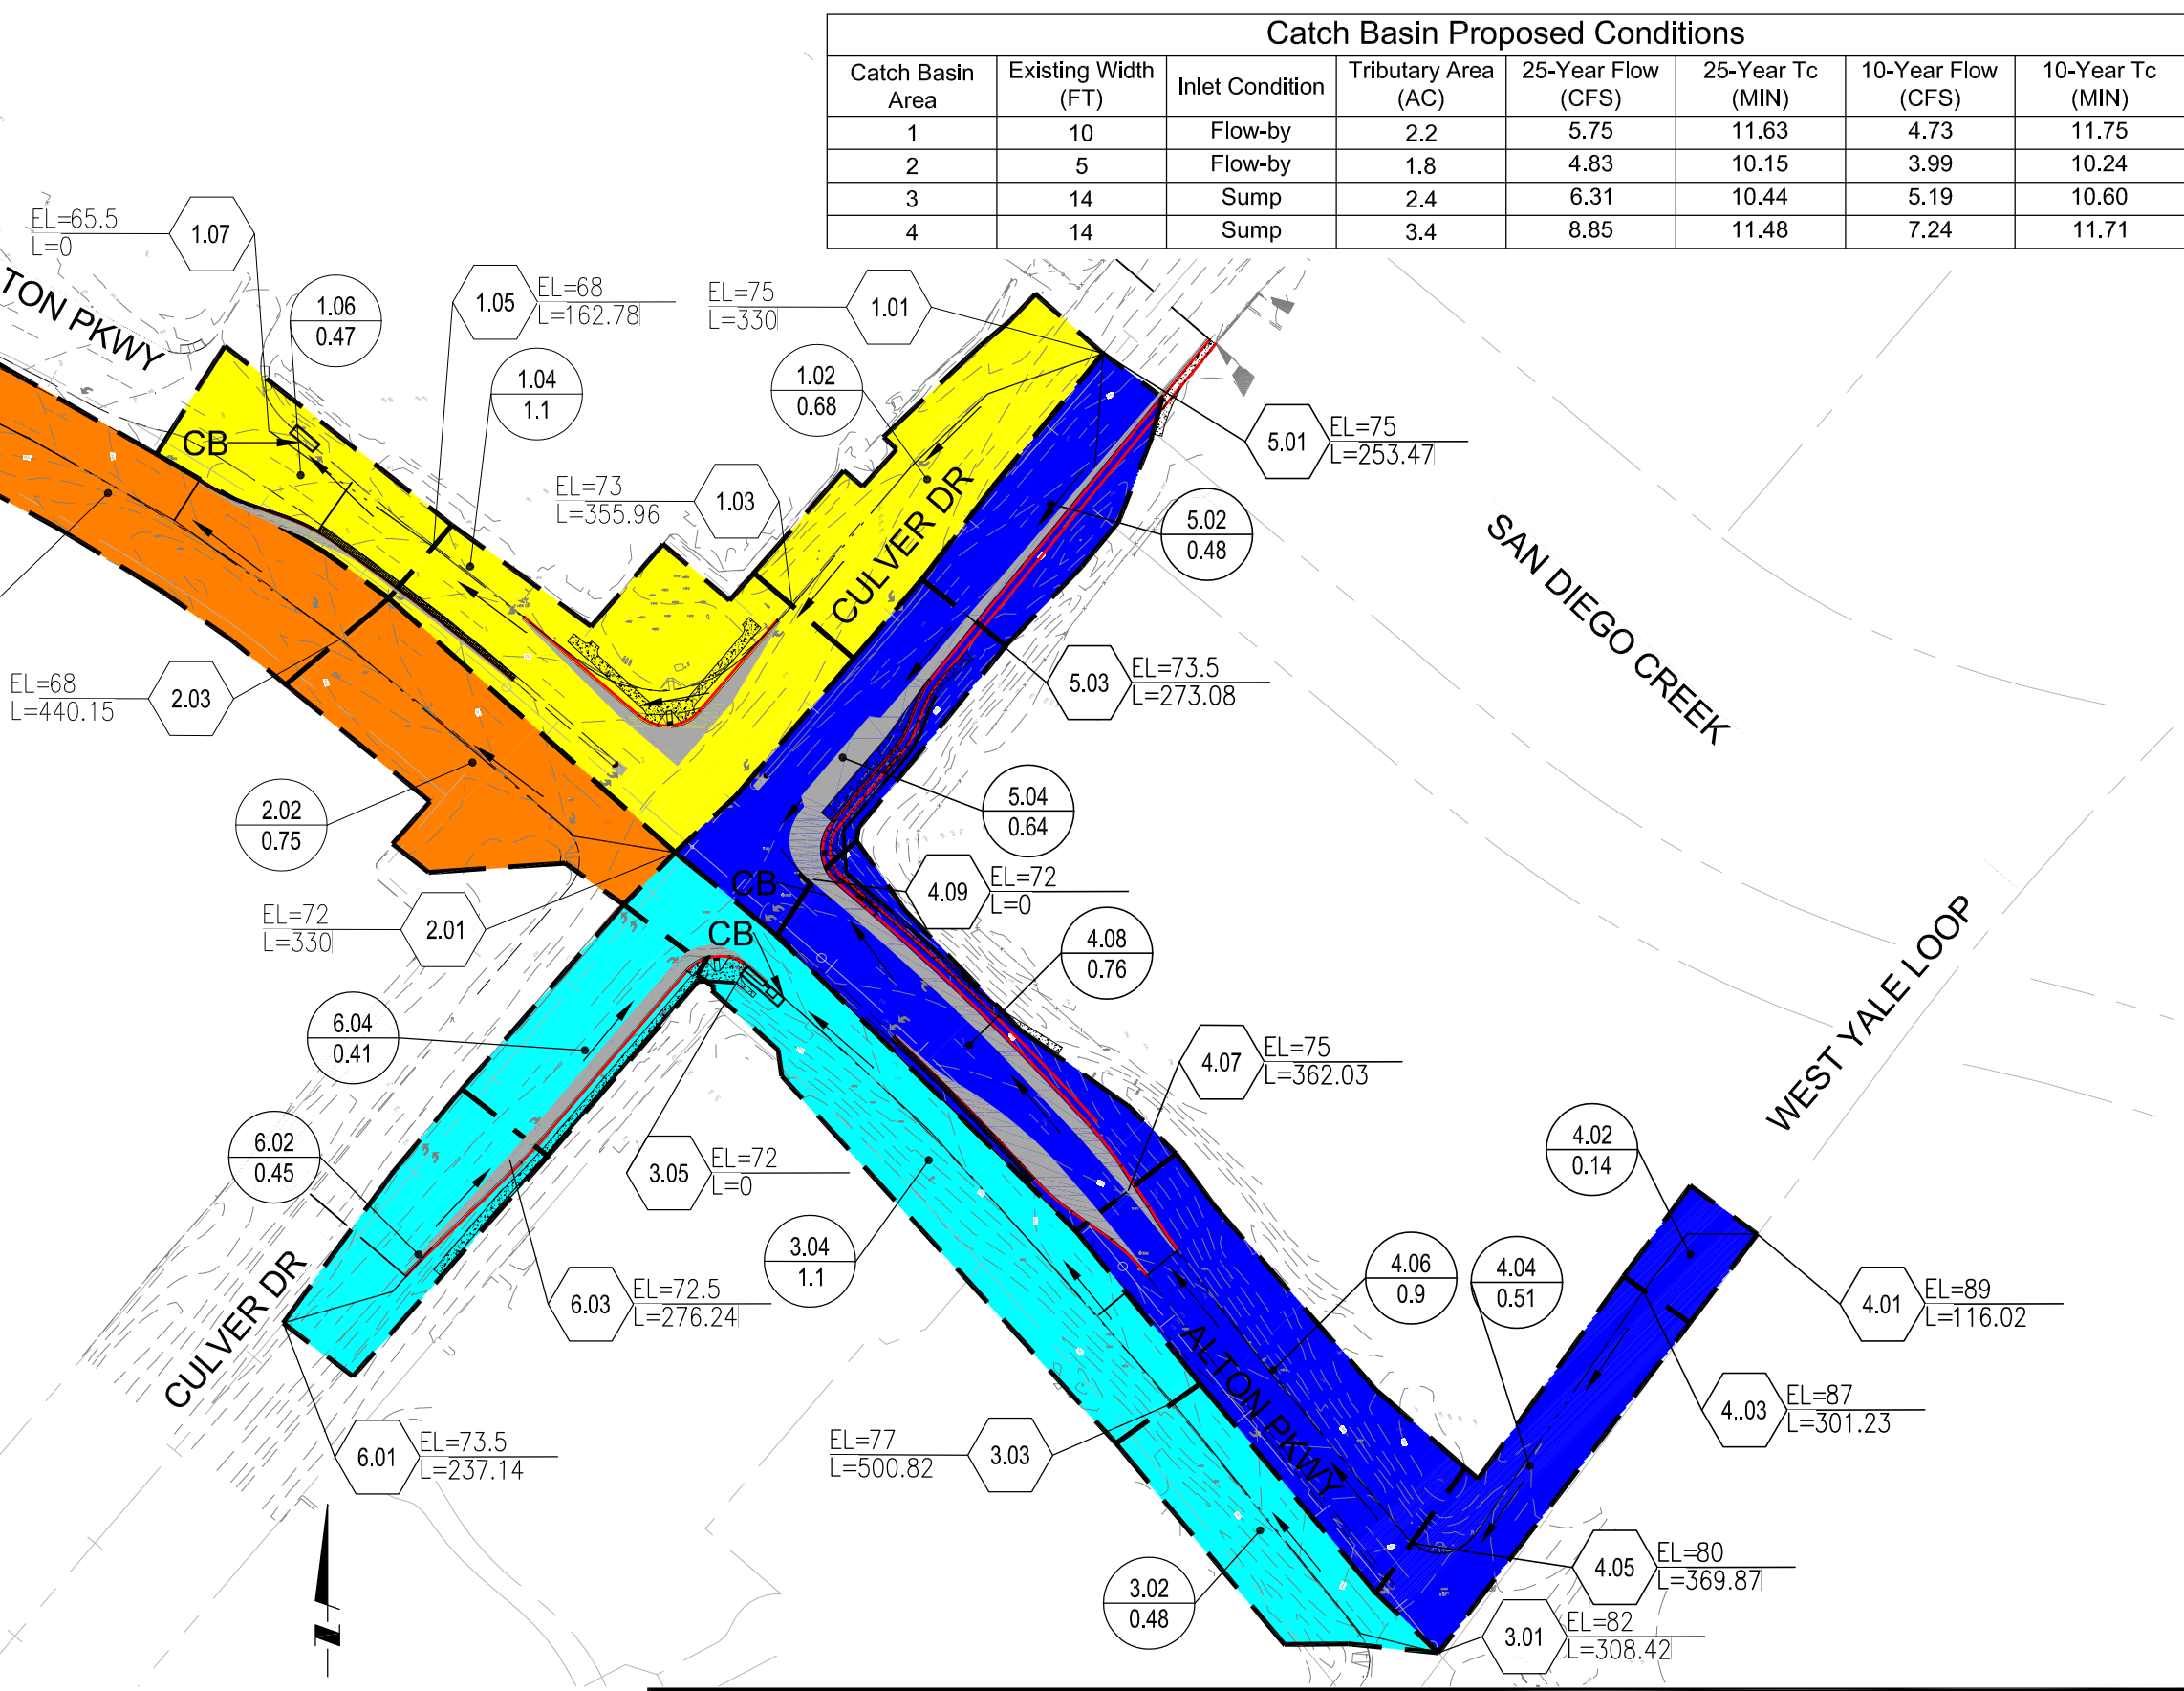 Catch Basin Proposed Conditions
Catch Basin Area | Existing Width (FT) | Inlet Condition | Tributary Area (AC) | 25-Year Flow (CFS) | 25-Year Tc (MIN) | 10-Year Flow (CFS) | 10-Year Tc (MIN)
1 | 10 | Flow-by | 2.2 | 5.75 | 11.63 | 4.73 | 11.75
2 | 5 | Flow-by | 1.8 | 4.83 | 10.15 | 3.99 | 10.24
3 | 14 | Sump | 2.4 | 6.31 | 10.44 | 5.19 | 10.60
4 | 14 | Sump | 3.4 | 8.85 | 11.48 | 7.24 | 11.71
EL=65.5
L=0
1.07
TON PKWY
1.06
0.47
1.05
EL=68
L=162.78
EL=75
L=330
1.01
1.04
1.1
1.02
0.68
CB
5.01
EL=75
L=253.47
EL=73
L=355.96
1.03
CULVER DR
5.02
0.48
SAN DIEGO CREEK
EL=68
L=440.15
2.03
5.03
EL=73.5
L=273.08
2.02
0.75
5.04
0.64
CB
4.09
EL=72
L=0
EL=72
L=330
2.01
CB
4.08
0.76
WEST YALE LOOP
6.04
0.41
4.07
EL=75
L=362.03
6.02
0.45
3.05
EL=72
L=0
4.02
0.14
3.04
1.1
4.06
0.9
4.04
0.51
4.01
EL=89
L=116.02
6.03
EL=72.5
L=276.24
CULVER DR
ALTON PKWY
4..03
EL=87
L=301.23
6.01
EL=73.5
L=237.14
EL=77
L=500.82
3.03
4.05
EL=80
L=369.87
3.02
0.48
3.01
EL=82
L=308.42
N